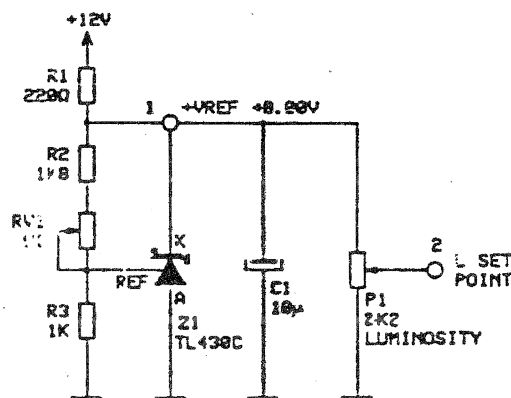 +12V
R1
220Ω
1
+VREF +8.20V
R2
1K8
K
2
L SET
POINT
REF
A
R3
1K
Z1
TL430C
C1
10μ
P1
2K2
LUMINOSITY